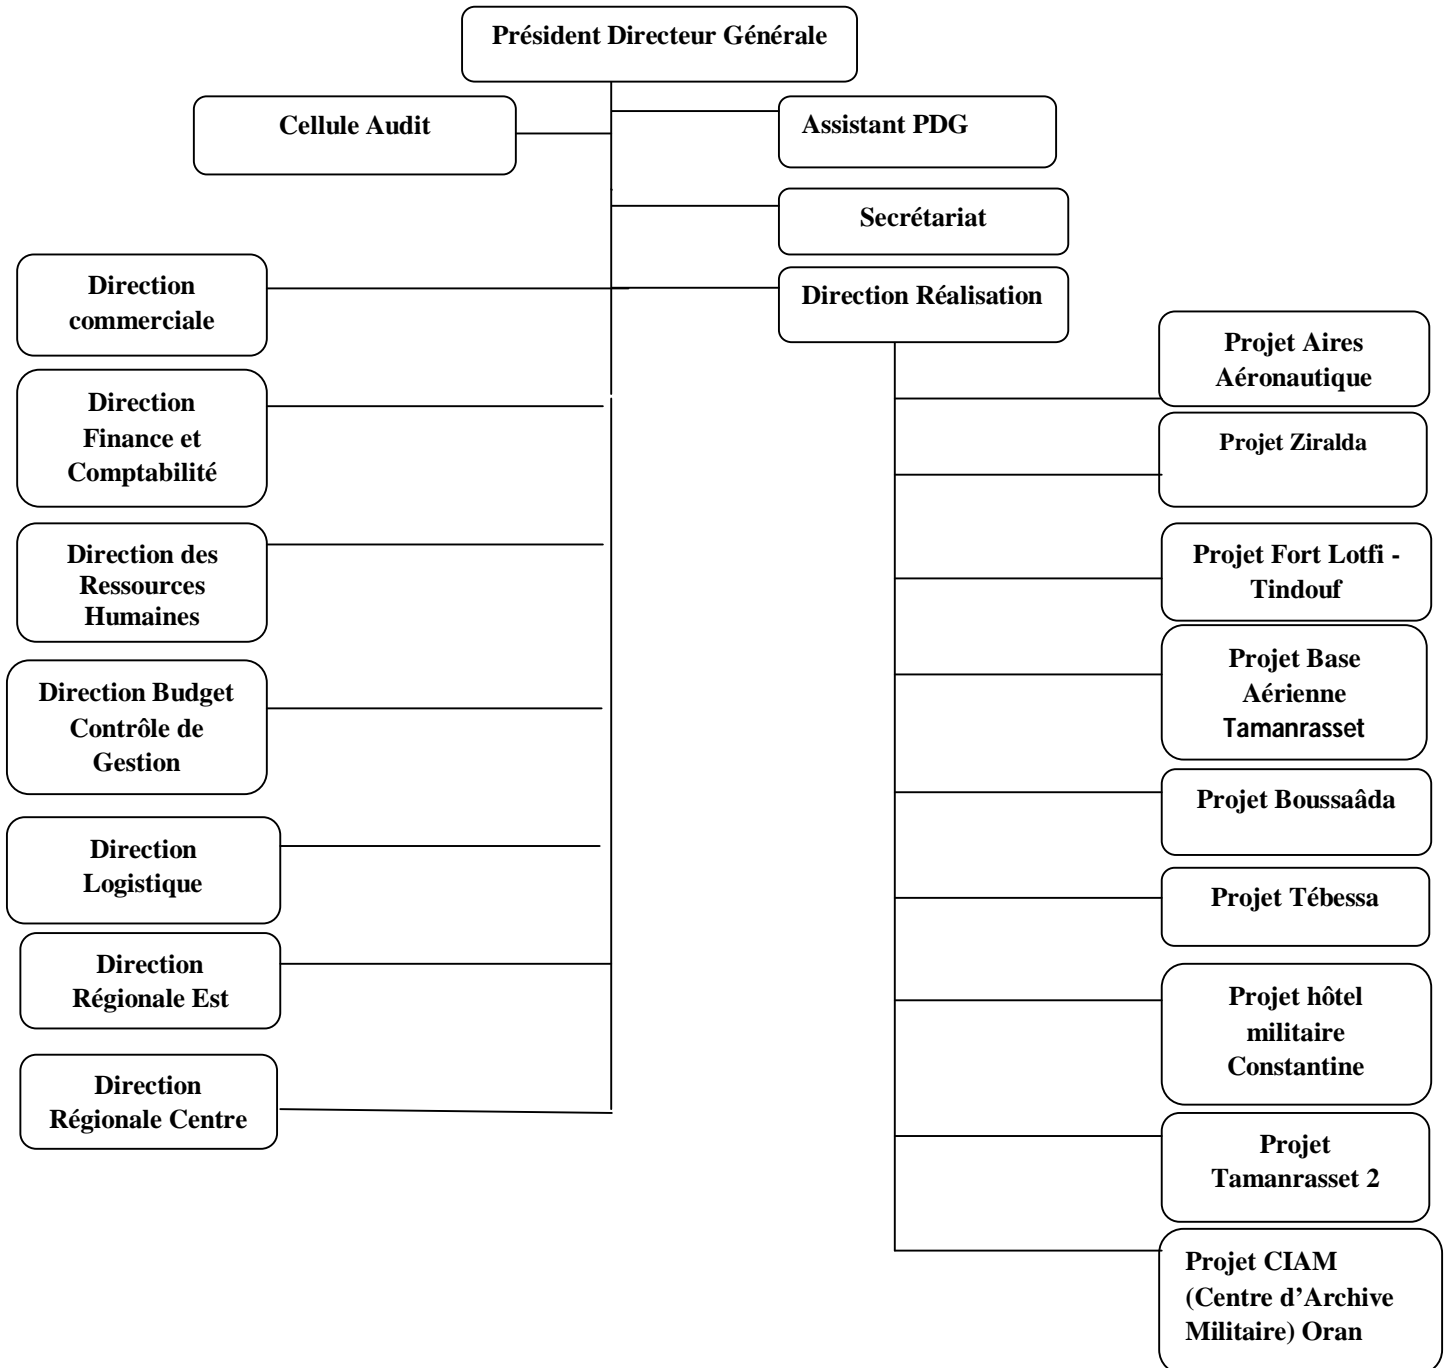 Président Directeur Générale
Cellule Audit
Assistant PDG
Secrétariat
Direction
commerciale
Direction Réalisation
Direction
Finance et
Comptabilité
Direction des
Ressources
Humaines
Direction Budget
Contrôle de
Gestion
Direction
Logistique
Direction
Régionale Est
Direction
Régionale Centre
Projet Aires
Aéronautique
Projet Ziralda
Projet Fort Lotfi -
Tindouf
Projet Base
Aérienne
Tamanrasset
Projet Boussaâda
Projet Tébessa
Projet hôtel
militaire
Constantine
Projet
Tamanrasset 2
Projet CIAM
(Centre d’Archive
Militaire) Oran